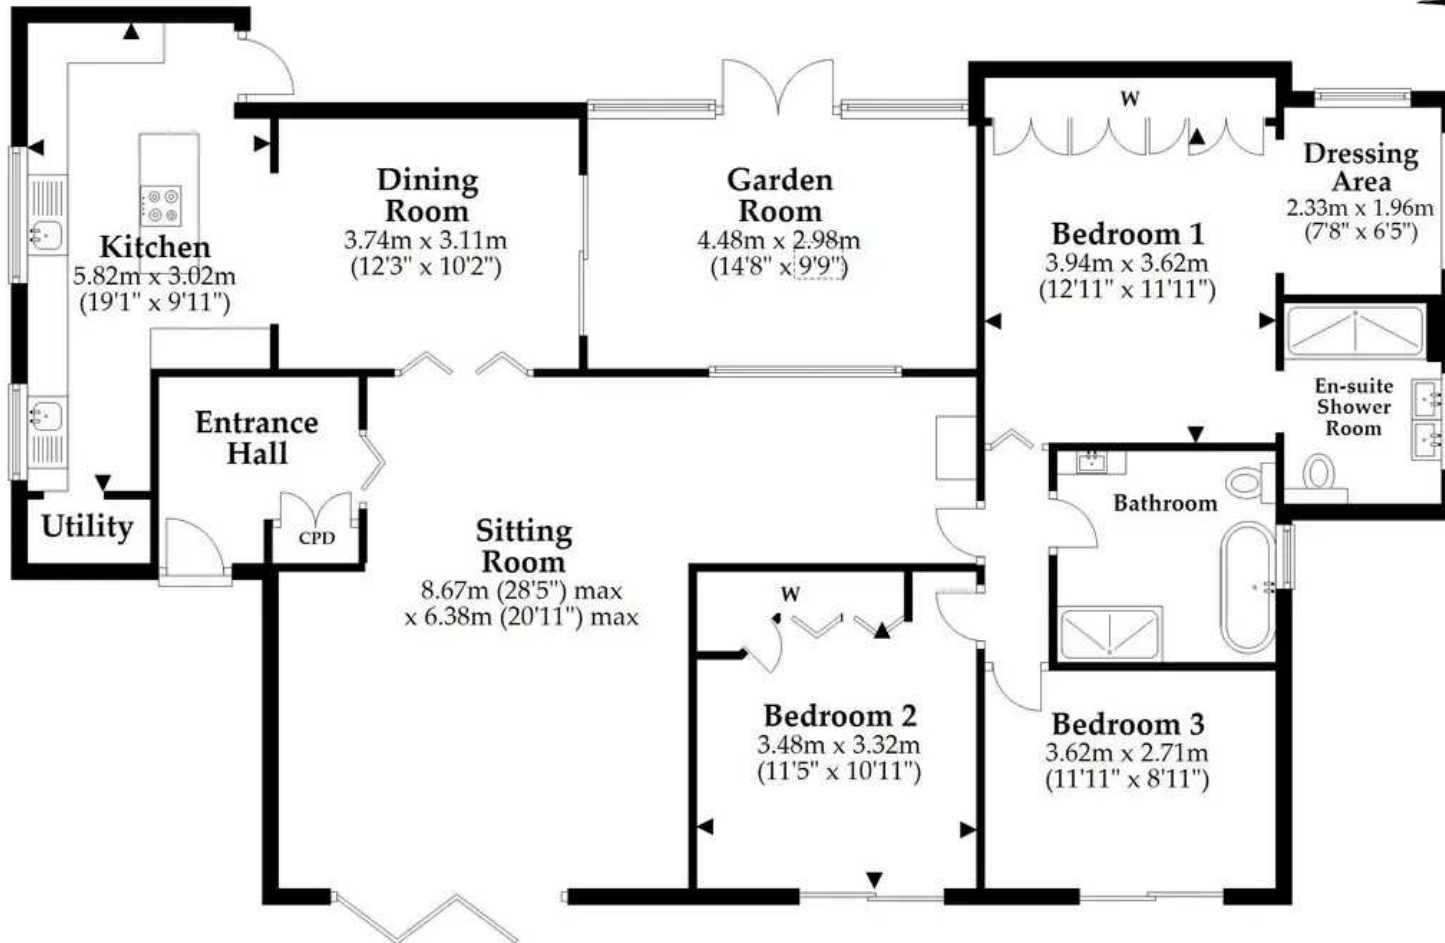 Kitchen
5.82m x 3.02m
(19'1" x 9'11")
Dining
Room
3.74m x 3.11m
(12'3" x 10'2")
Garden
Room
4.48m x 2.98m
(14'8" x 9'9")
W
Bedroom 1
3.94m x 3.62m
(12'11" x 11'11")
Dressing
Area
2.33m x 1.96m
(7'8" x 6'5")
En-suite
Shower
Room
Entrance
Hall
CPD
Utility
Sitting
Room
8.67m (28'5") max
x 6.38m (20'11") max
Bathroom
W
Bedroom 2
3.48m x 3.32m
(11'5" x 10'11")
Bedroom 3
3.62m x 2.71m
(11'11" x 8'11")